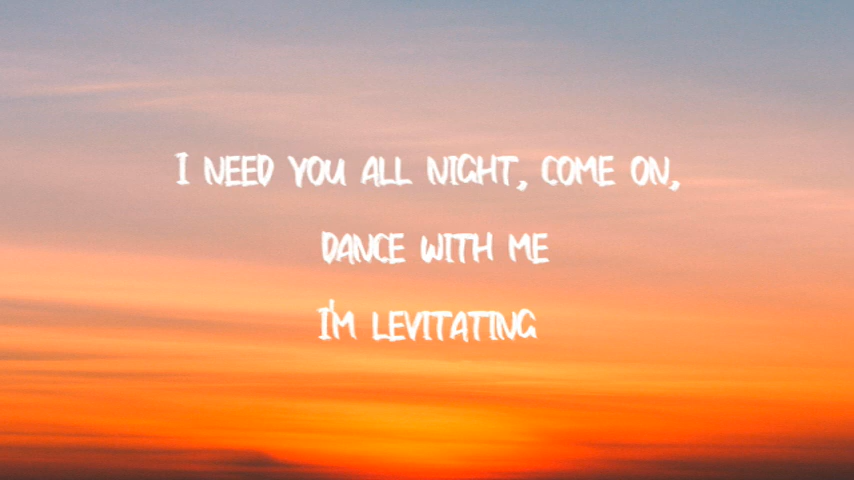 I NEED YOU ALL NIGHT, COME ON,
DANCE WITH ME
I'M LEVITATING